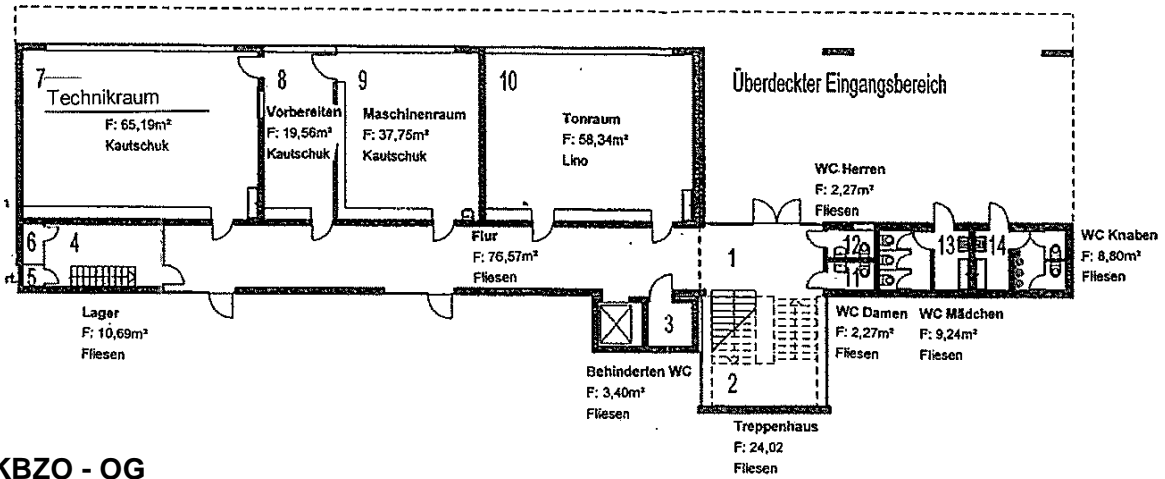 7
Technikraum
F: 65,19m²
Kautschuk
8
Vorbereiten
F: 19,56m²
Kautschuk
9
Maschinenraum
F: 37,75m²
Kautschuk
10
Tonraum
F: 58,34m²
Lino
Überdeckter Eingangsbereich
WC Herren
F: 2,27m²
Fliesen
6
4
5
Flur
F: 76,57m²
Fliesen
1
12
11
13
14
WC Knaben
F: 8,80m²
Fliesen
Lager
F: 10,69m²
Fliesen
3
Behinderten WC
F: 3,40m²
Fliesen
2
WC Damen
F: 2,27m²
Fliesen
WC Mädchen
F: 9,24m²
Fliesen
Treppenhaus
F: 24,02
Fliesen
KBZO - OG